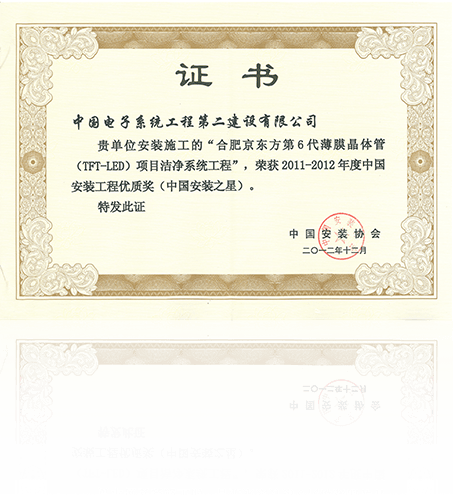 证书
中国电子系统工程第二建设有限公司
贵单位安装施工的“合肥京东方第6代薄膜晶体管
（TFT-LED）项目洁净系统工程”，荣获2011-2012年度中国
安装工程优质奖（中国安装之星）。
特发此证
中国安装协会
二〇一二年十二月